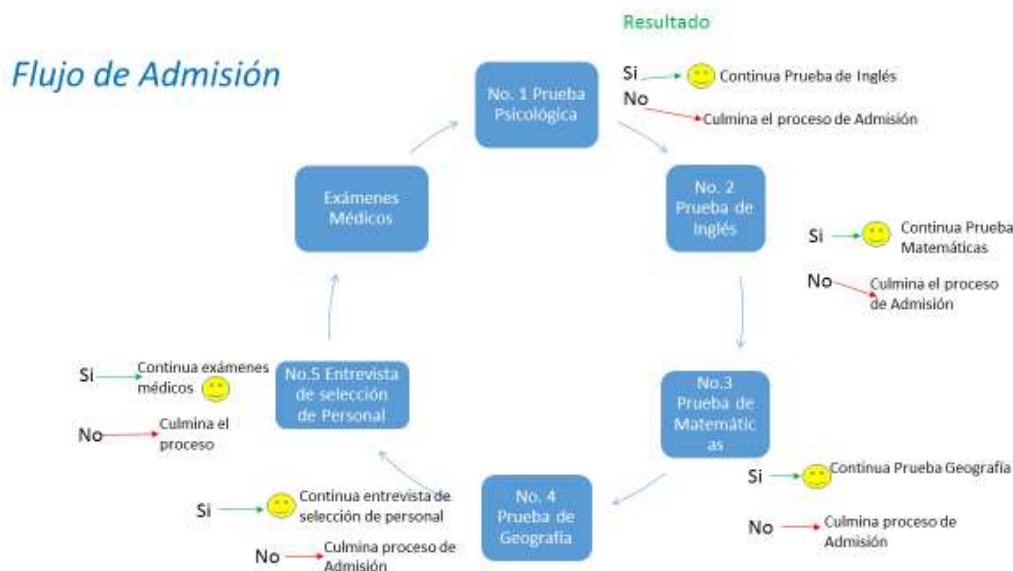 Resultado
Flujo de Admisión
No. 1 Prueba
Psicológica
Si
Continua Prueba de Inglés
No
Culmina el proceso de Admisión
No. 2
Prueba de
Inglés
Si
Continua Prueba
Matemáticas
No
Culmina el proceso
de Admisión
No.3
Prueba de
Matemátic
as
Si
Continua Prueba Geografía
No
Culmina proceso de
Admisión
No. 4
Prueba de
Geografía
Si
Continua entrevista de
selección de personal
No
Culmina proceso de
Admisión
No.5 Entrevista
de selección
de Personal
Si
Continua exámenes
médicos
No
Culmina el
proceso
Exámenes
Médicos